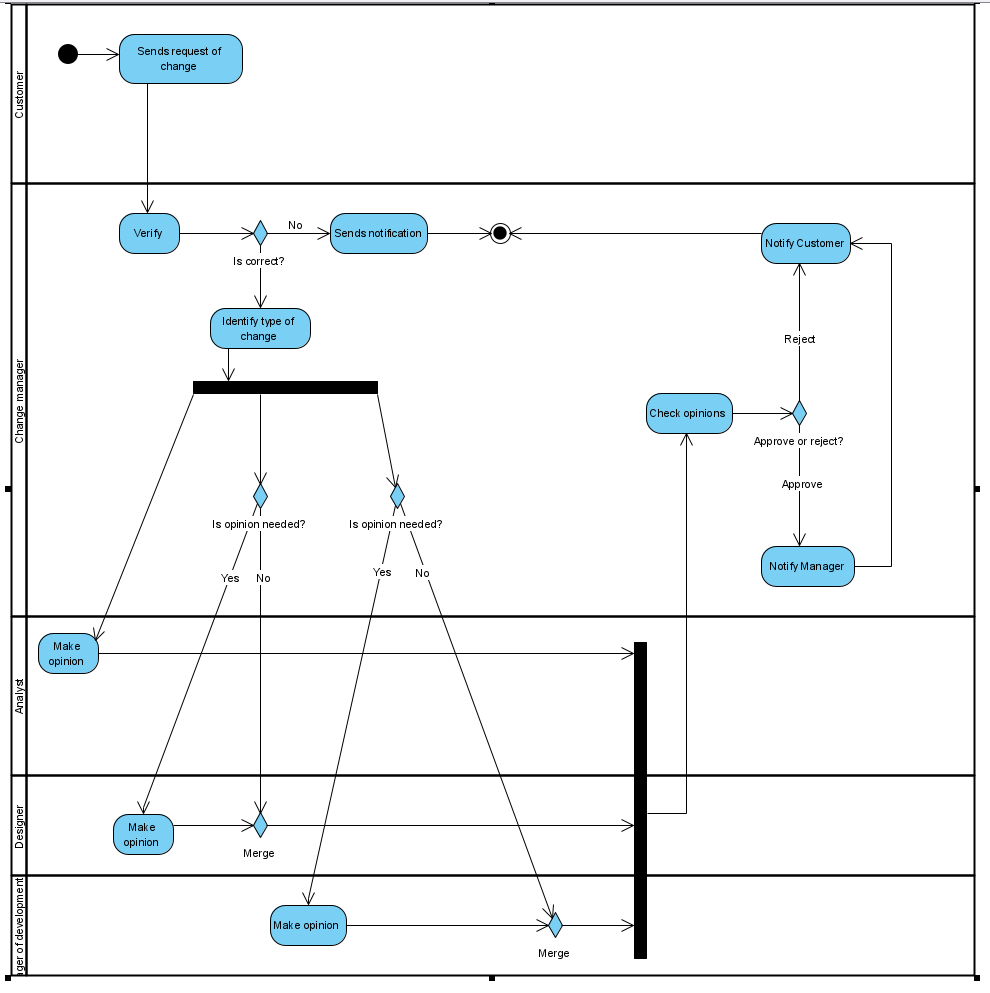 Customer
Sends request of
change
Change manager
Verify
No
Is correct?
Sends notification
Notify Customer
Identify type of
change
Reject
Check opinions
Approve or reject?
Approve
Is opinion needed?
Is opinion needed?
Yes
No
Yes
No
Notify Manager
Analyst
Make
opinion
Designer
Make
opinion
Merge
ager of development
Make opinion
Merge